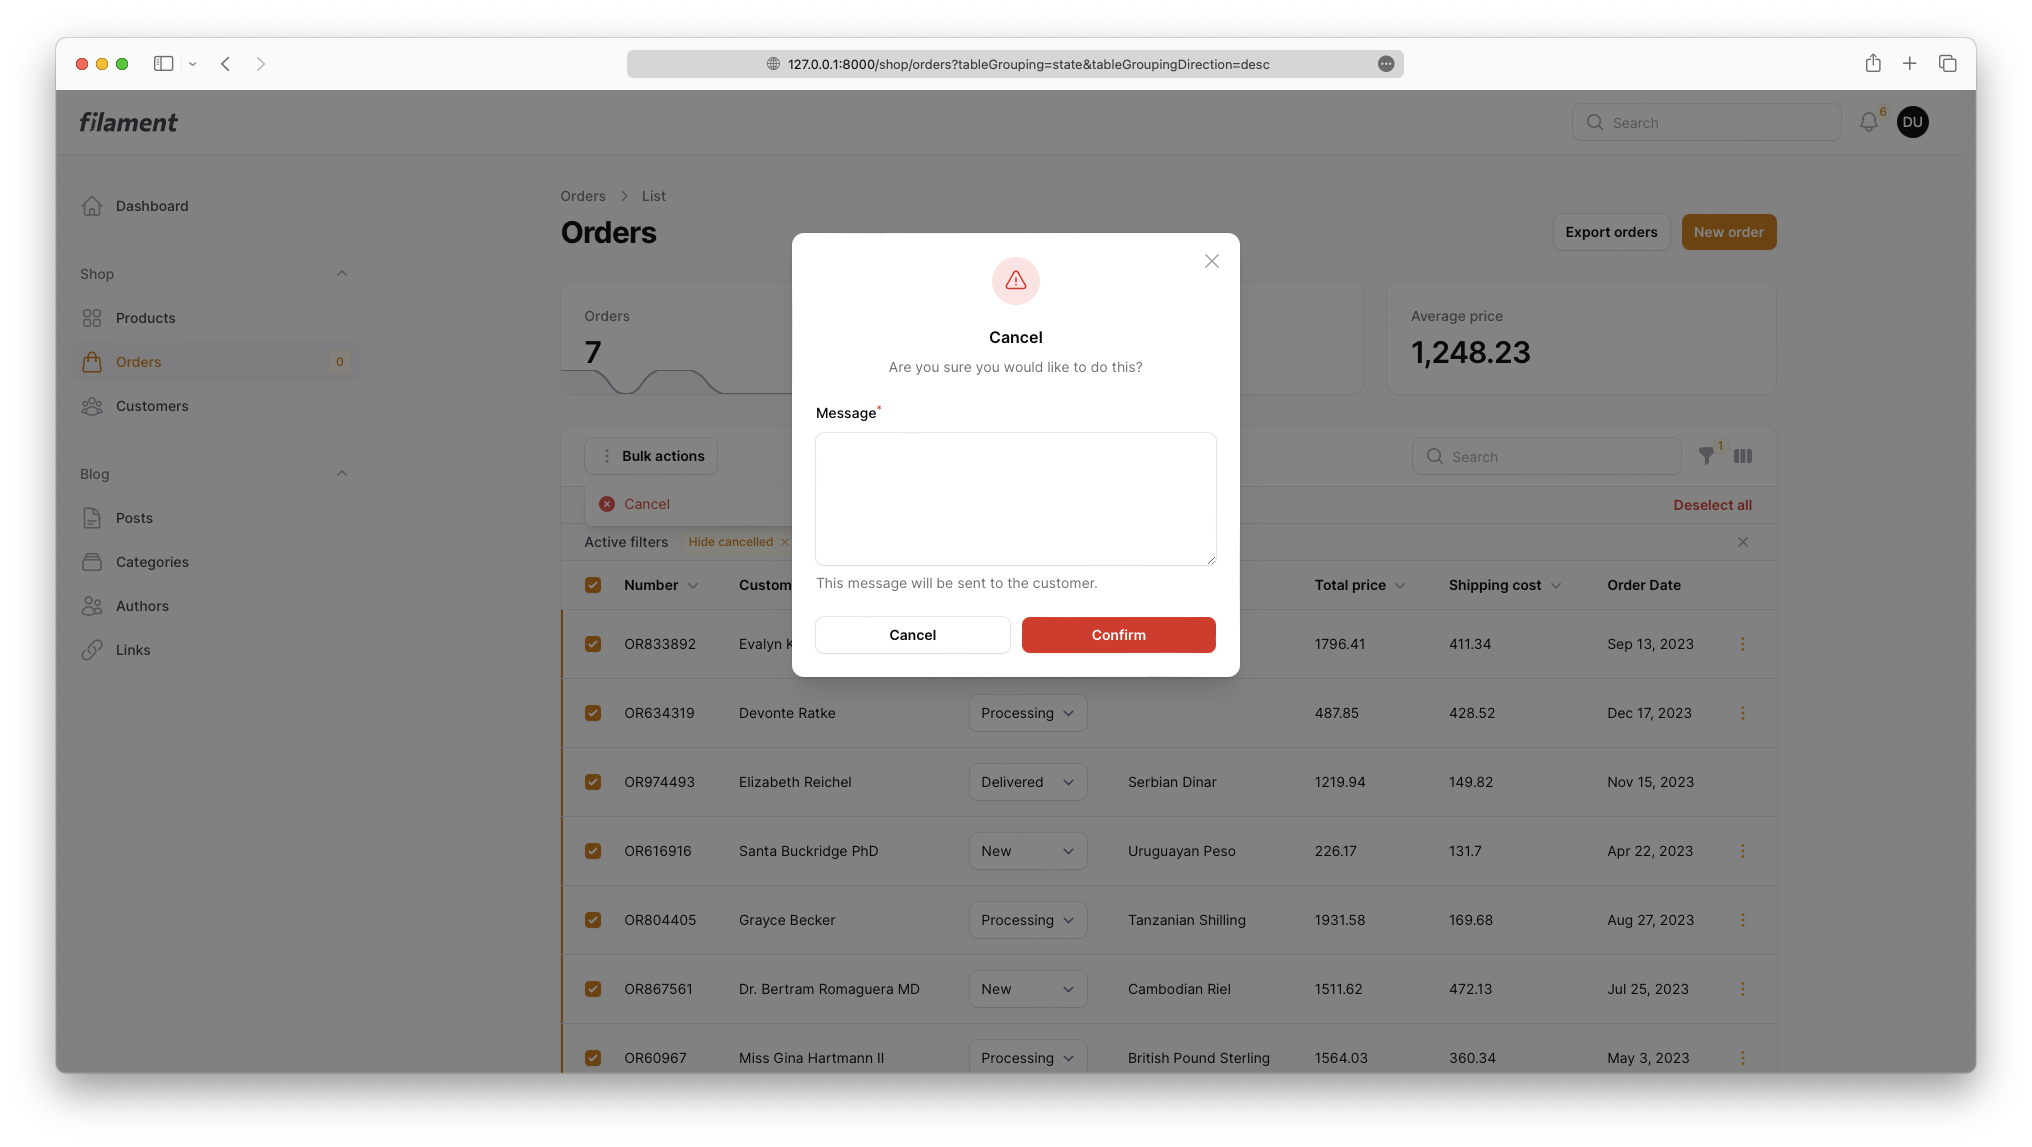 127.0.0.1:8000/shop/orders?tableGrouping=state&tableGroupingDirection=desc
filament
Search
6
DU
Dashboard
Shop
Products
Orders
0
Customers
Blog
Posts
Categories
Authors
Links
Orders > List
Orders
Export orders
New order
Orders
7
Average price
1,248.23
Bulk actions
Search
1
Cancel
Deselect all
Active filters
Hide cancelled
Number Custom Total price Shipping cost Order Date
OR833892 Evalyn 1796.41 411.34 Sep 13, 2023
OR634319 Devonte Ratke Processing 487.85 428.52 Dec 17, 2023
OR974493 Elizabeth Reichel Delivered Serbian Dinar 1219.94 149.82 Nov 15, 2023
OR616916 Santa Buckridge PhD New Uruguayan Peso 226.17 131.7 Apr 22, 2023
OR804405 Grayce Becker Processing Tanzanian Shilling 1931.58 169.68 Aug 27, 2023
OR867561 Dr. Bertram Romaguera MD New Cambodian Riel 1511.62 472.13 Jul 25, 2023
OR60967 Miss Gina Hartmann II Processing British Pound Sterling 1564.03 360.34 May 3, 2023
Cancel
Are you sure you would like to do this?
Message*
This message will be sent to the customer.
Cancel
Confirm